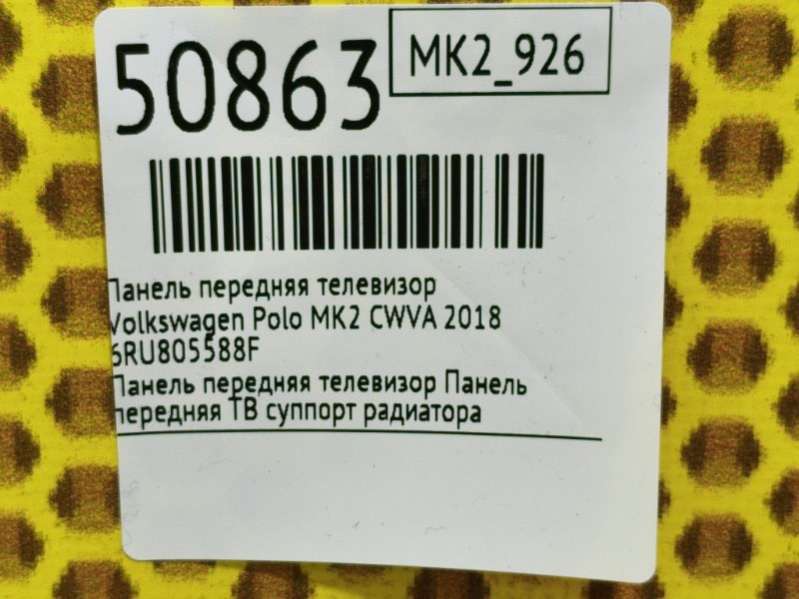 50863
MK2_926
Панель передняя телевизор
Volkswagen Polo MK2 CWVA 2018
6RU805588F
Панель передняя телевизор Панель
передняя ТВ суппорт радиатора